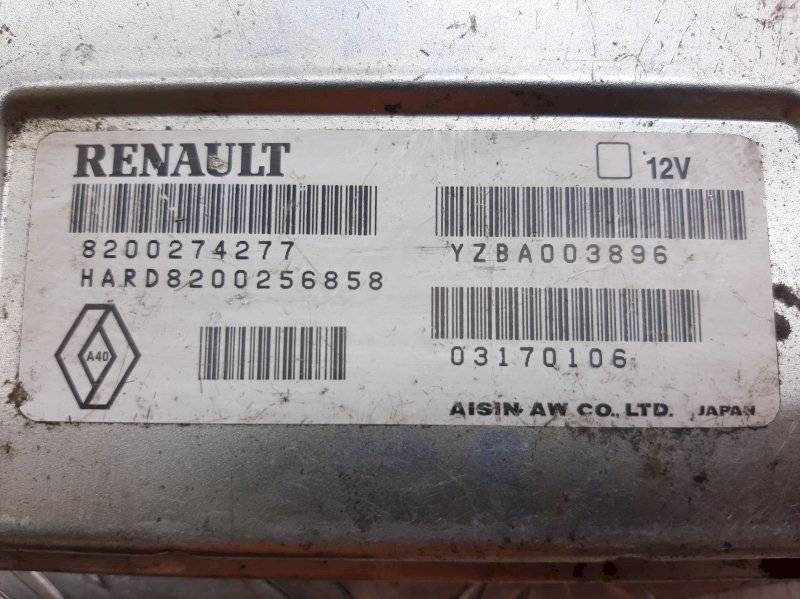 RENAULT
12V
8200274277
YZBA003896
HARD8200256858
A40
03170106
AISIN AW CO., LTD. JAPAN